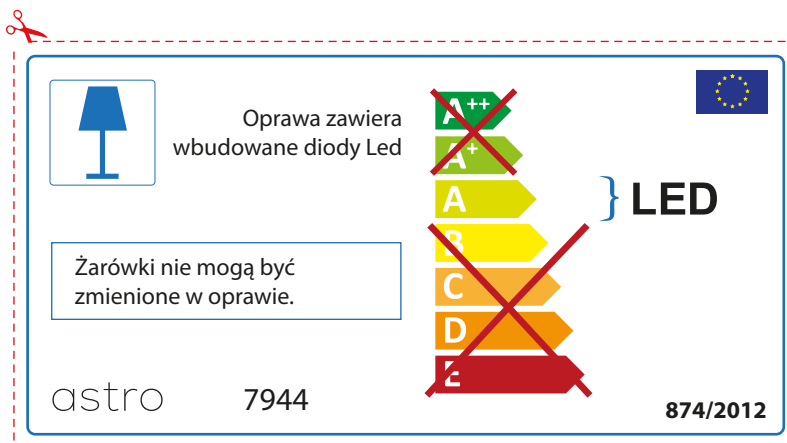 Oprawa zawiera
wbudowane diody Led
A++
A+
A
B
C
D
E
LED
Żarówki nie mogą być
zmienione w oprawie.
astro
7944
874/2012